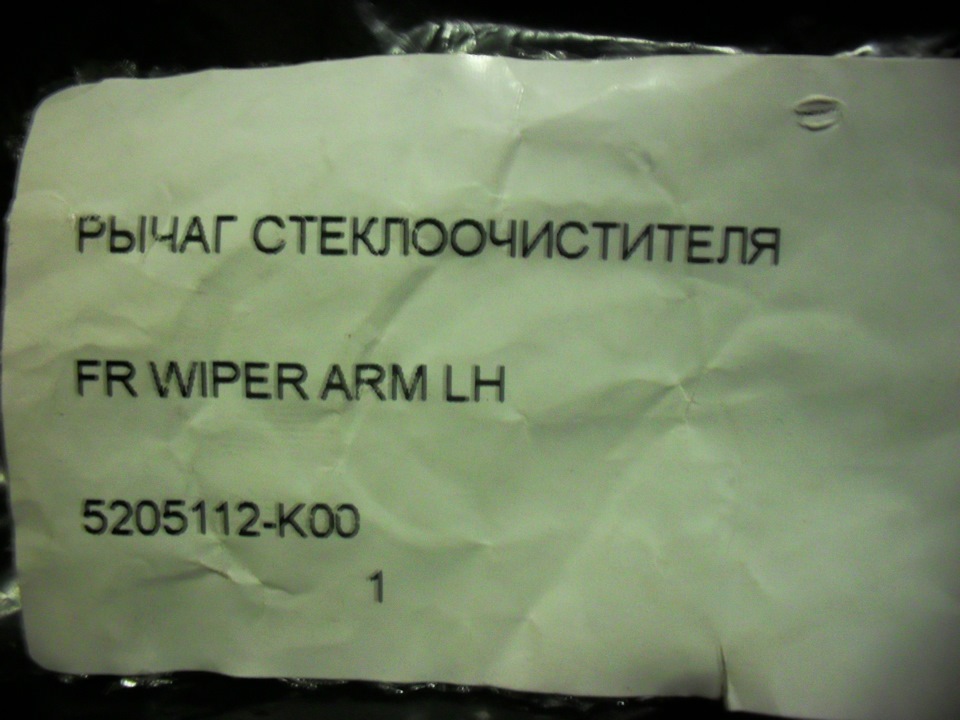 РЫЧАГ СТЕКЛООЧИСТИТЕЛЯ
FR WIPER ARM LH
5205112-K00
1